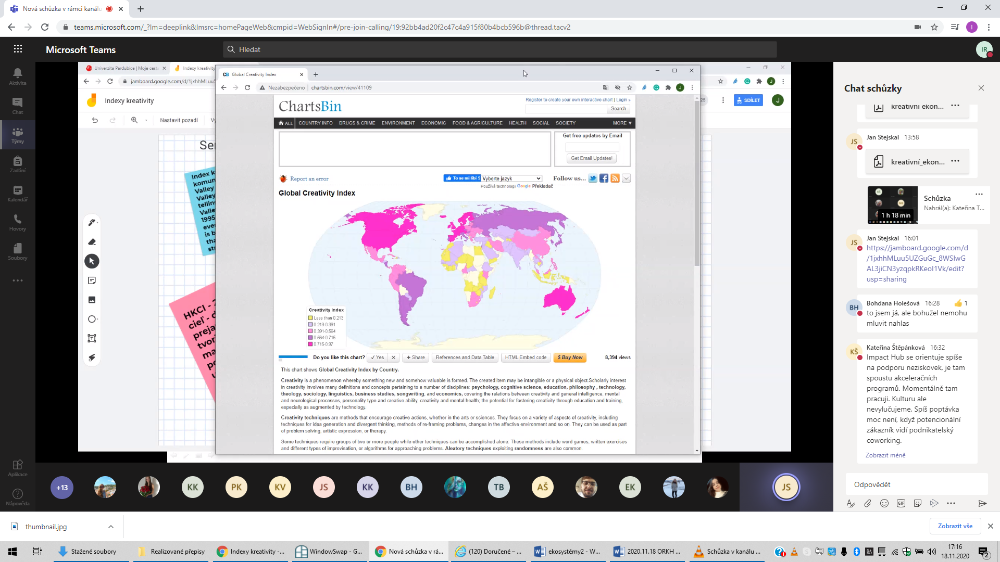 Nová schůzka v rámci kanálu
teams.microsoft.com/_?lm=deeplink&lmsrc=homePageWeb&cmpid=WebSignIn#/pre-join-calling/19:92bb4ad20f2c47c4a915f80b4bcb596b@thread.tacv2
Microsoft Teams
Hledat
IR
Aktivita
Chat
Týmy
Zadání
Kalendář
Hovory
Soubory
Aplikace
Nápověda
Univerzita Pardubice | Moje cesta
Indexy kreativity
jamboard.google.com/d/1jxhhMLuu5
Indexy kreativity
SDÍLET
J
Nastavit pozadí
Index k
komun
Valley
Valley
telling
Valle
1995
ever
is b
tha
str
HKCI - 2
cieľ - d
preja
tvor
ma
po
u
Global Creativity Index
Nezabezpečeno
chartsbin.com/view/41109
ChartsBin
Register to create your own interactive chart | Login »
Search
ALL COUNTRY INFO DRUGS & CRIME ENVIRONMENT ECONOMIC FOOD & AGRICULTURE HEALTH SOCIAL SOCIETY MORE ▼
Get free updates by Email
Get Email Updates!
Report an error
To se mi líbí 5
Vyberte jazyk
Follow us...
Používá technologii Google Překladač
Global Creativity Index
Creativity Index
Less than 0.213
0.213-0.391
0.391-0.564
0.564-0.715
0.715-0.97
Do you like this chart? ✓ Yes ✕ + Share References and Data Table HTML Embed code $ Buy Now 8,394 views
This chart shows Global Creativity Index by Country.
Creativity is a phenomenon whereby something new and somehow valuable is formed. The created item may be intangible or a physical object.Scholarly interest
in creativity involves many definitions and concepts pertaining to a number of disciplines: psychology, cognitive science, education, philosophy , technology,
theology, sociology, linguistics, business studies, songwriting, and economics, covering the relations between creativity and general intelligence, mental
and neurological processes, personality type and creative ability, creativity and mental health; the potential for fostering creativity through education and training,
especially as augmented by technology.
Creativity techniques are methods that encourage creative actions, whether in the arts or sciences. They focus on a variety of aspects of creativity, including
techniques for idea generation and divergent thinking, methods of re-framing problems, changes in the affective environment and so on. They can be used as part
of problem solving, artistic expression, or therapy.
Some techniques require groups of two or more people while other techniques can be accomplished alone. These methods include word games, written exercises
and different types of improvisation, or algorithms for approaching problems. Aleatory techniques exploiting randomness are also common.
+13 KK PK KV JS KK BH TB AŠ EK JS
Chat schůzky
kreativní ekon...
JS
Jan Stejskal 13:58
kreativní_ekon...
1 h 18 min
Schůzka
Nahrál(a): Kateřina T...
JS
Jan Stejskal 16:01
https://jamboard.google.com/d
/1jxhhMLuu5UZGuGc_8WSIwG
AL3jiCN3yzqpkRKeoI1Vk/edit?
usp=sharing
BH
Bohdana Holešová 16:28 1
to jsem já, ale bohužel nemohu
mluvit nahlas
KŠ
Kateřina Štěpánková 16:32
Impact Hub se orientuje spíše
na podporu neziskovek, je tam
spoustu akceleračních
programů. Momentálně tam
pracuji. Kulturu ale
nevylučujeme. Spíš poptávka
moc není, když potencionální
zákazník vidí podnikatelský
coworking.
Zobrazit méně
Odpovědět
GIF
thumbnail.jpg
Zobrazit vše
Stažené soubory
Realizované přepisy
Indexy kreativity -...
WindowSwap - G...
Nová schůzka v rá...
(120) Doručené – ...
ekosystémy2 - W...
2020.11.18 ORKH ...
Schůzka v kanálu ...
17:16
18.11.2020
2